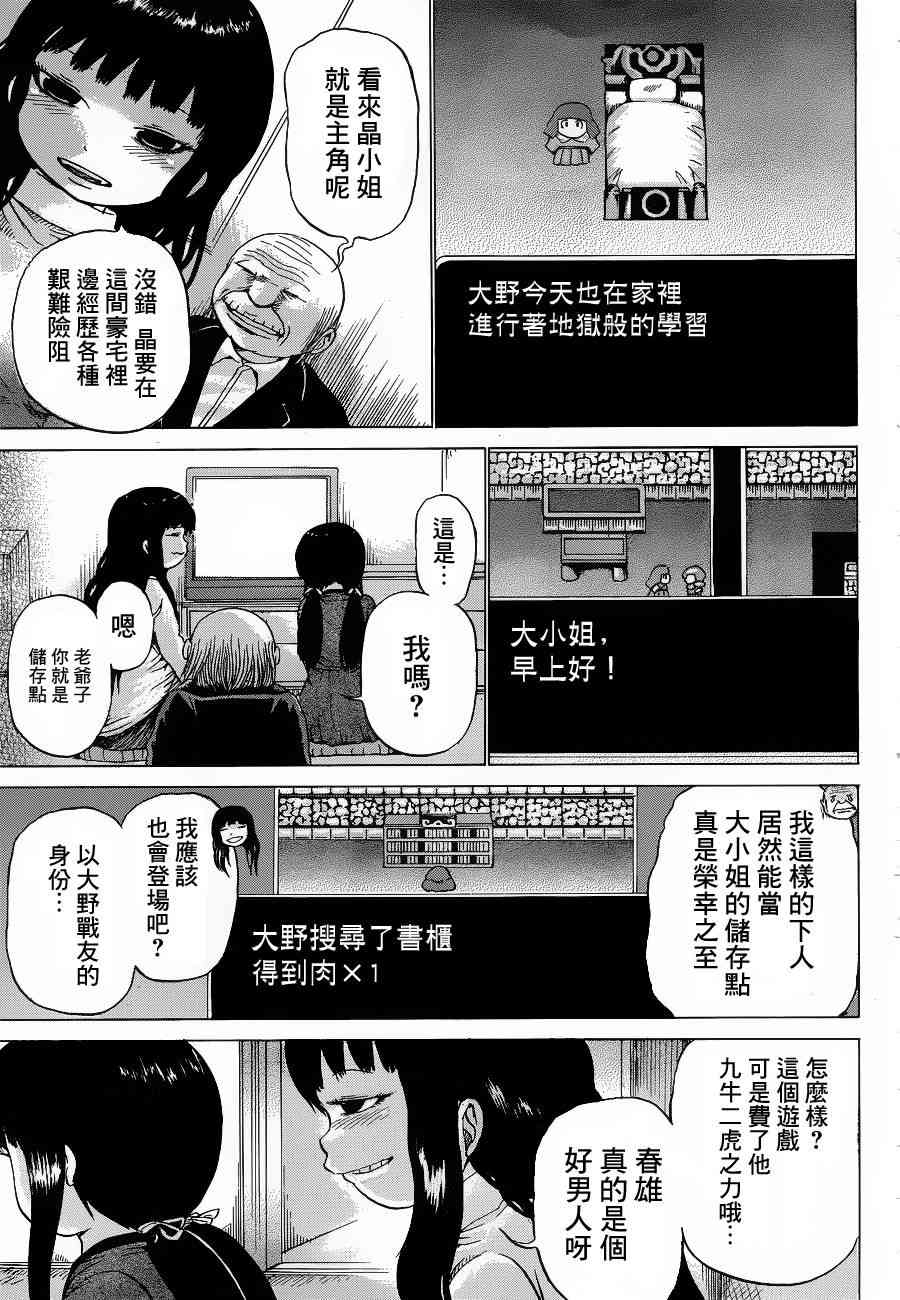 大野今天也在家裡
進行著地獄般的學習
看來晶小姐
就是主角呢
沒錯 晶要在
這間豪宅裡
邊經歷各種
艱難險阻
大小姐，
早上好！
這是…
我嗎？
嗯
老爺子
你就是
儲存點
我這樣的下人
居然能當
大小姐的儲存點
真是榮幸之至
大野搜尋了書櫃
得到肉×1
我應該
也會登場吧？
以大野戰友的
身份…
怎麼樣？
這個遊戲
可是費了他
九牛二虎之力哦…
春雄
真的是個
好男人呀